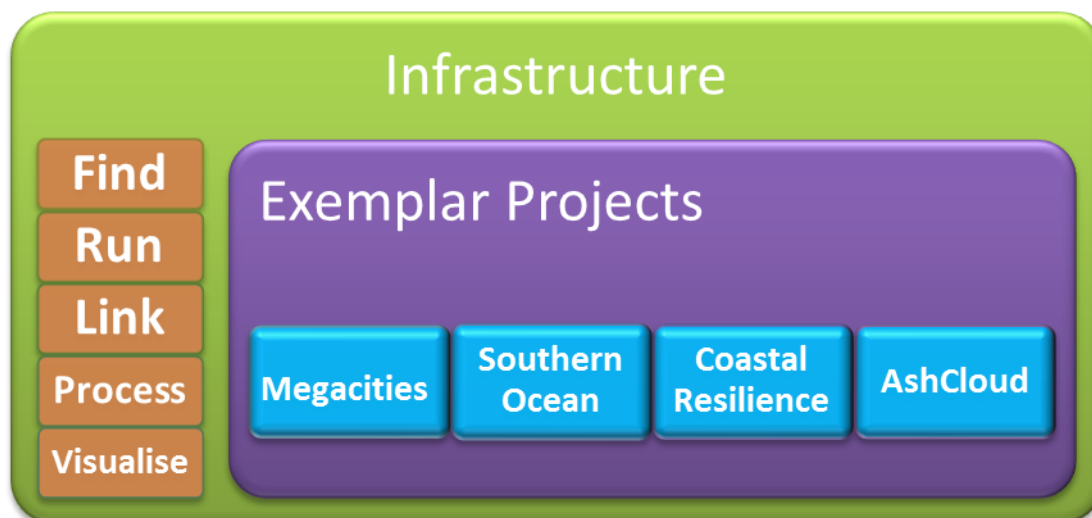 Infrastructure
Find
Run
Link
Process
Visualise
Exemplar Projects
Megacities
Southern
Ocean
Coastal
Resilience
AshCloud